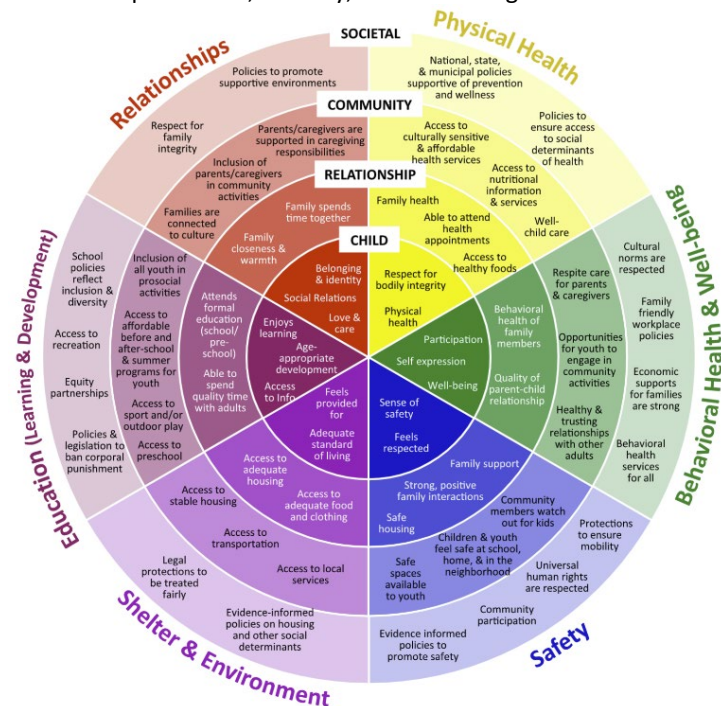 SOCIETAL
COMMUNITY
RELATIONSHIP
CHILD
Relationships
Policies to promote
supportive environments
Respect for
family
integrity
Parents/caregivers are
supported in caregiving
responsibilities
Inclusion of
parents/caregivers
in community
activities
Families are
connected
to culture
Family spends
time together
Family
closeness &
warmth
Belonging
& identity
Social Relations
Love &
care
Physical Health
National, state,
& municipal policies
supportive of prevention
and wellness
Policies to
ensure access
to social
determinants
of health
Access to
culturally sensitive
& affordable
health services
Access to
nutritional
information
& services
Well-
child care
Family health
Able to attend
health
appointments
Access to
healthy foods
Respect for
bodily integrity
Physical
health
Behavioral Health & Well-being
Cultural
norms are
respected
Family
friendly
workplace
policies
Economic
supports
for families
are strong
Behavioral
health
services
for all
Respite care
for parents
& caregivers
Opportunities
for youth to
engage in
community
activities
Healthy &
trusting
relationships
with other
adults
Behavioral
health of
family
members
Quality of
parent-child
relationship
Participation
Self expression
Well-being
Safety
Protections
to ensure
mobility
Universal
human rights
are respected
Community
participation
Evidence informed
policies to
promote safety
Community
members watch
out for kids
Children & youth
feel safe at school,
home, & in the
neighborhood
Safe
spaces
available
to youth
Family support
Strong, positive
family interactions
Safe
housing
Sense of
safety
Feels
respected
Shelter & Environment
Legal
protections to
be treated
fairly
Evidence-informed
policies on housing
and other social
determinants
Access to
stable housing
Access to
transportation
Access to local
services
Access to
adequate
housing
Access to
adequate food
and clothing
Feels
provided
for
Adequate
standard
of living
Education (Learning & Development)
School
policies
reflect
inclusion &
diversity
Access to
recreation
Equity
partnerships
Policies &
legislation to
ban corporal
punishment
Inclusion of
all youth in
prosocial
activities
Access to
affordable
before and
after-school
& summer
programs for
youth
Access to
sport and/or
outdoor play
Access to
preschool
Attends
formal
education
(school/
pre-
school)
Able to
spend
quality time
with adults
Enjoys
learning
Age-
appropriate
development
Access
to Info